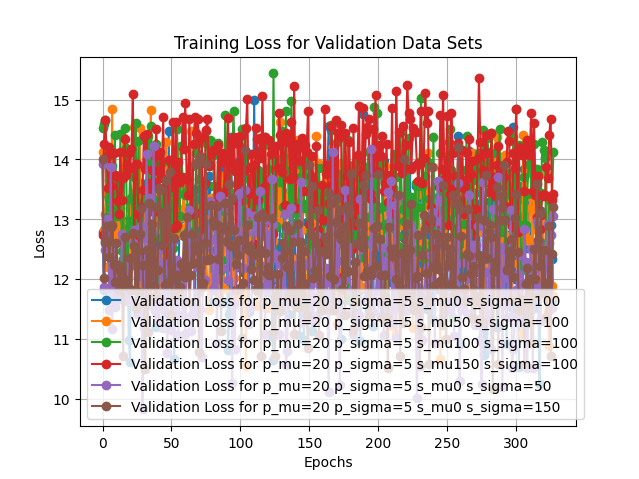 Training Loss for Validation Data Sets
Loss
15
14
13
12
11
10
Validation Loss for p_mu=20 p_sigma=5 s_mu0 s_sigma=100
Validation Loss for p_mu=20 p_sigma=5 s_mu50 s_sigma=100
Validation Loss for p_mu=20 p_sigma=5 s_mu100 s_sigma=100
Validation Loss for p_mu=20 p_sigma=5 s_mu150 s_sigma=100
Validation Loss for p_mu=20 p_sigma=5 s_mu0 s_sigma=50
Validation Loss for p_mu=20 p_sigma=5 s_mu0 s_sigma=150
0 50 100 150 200 250 300
Epochs